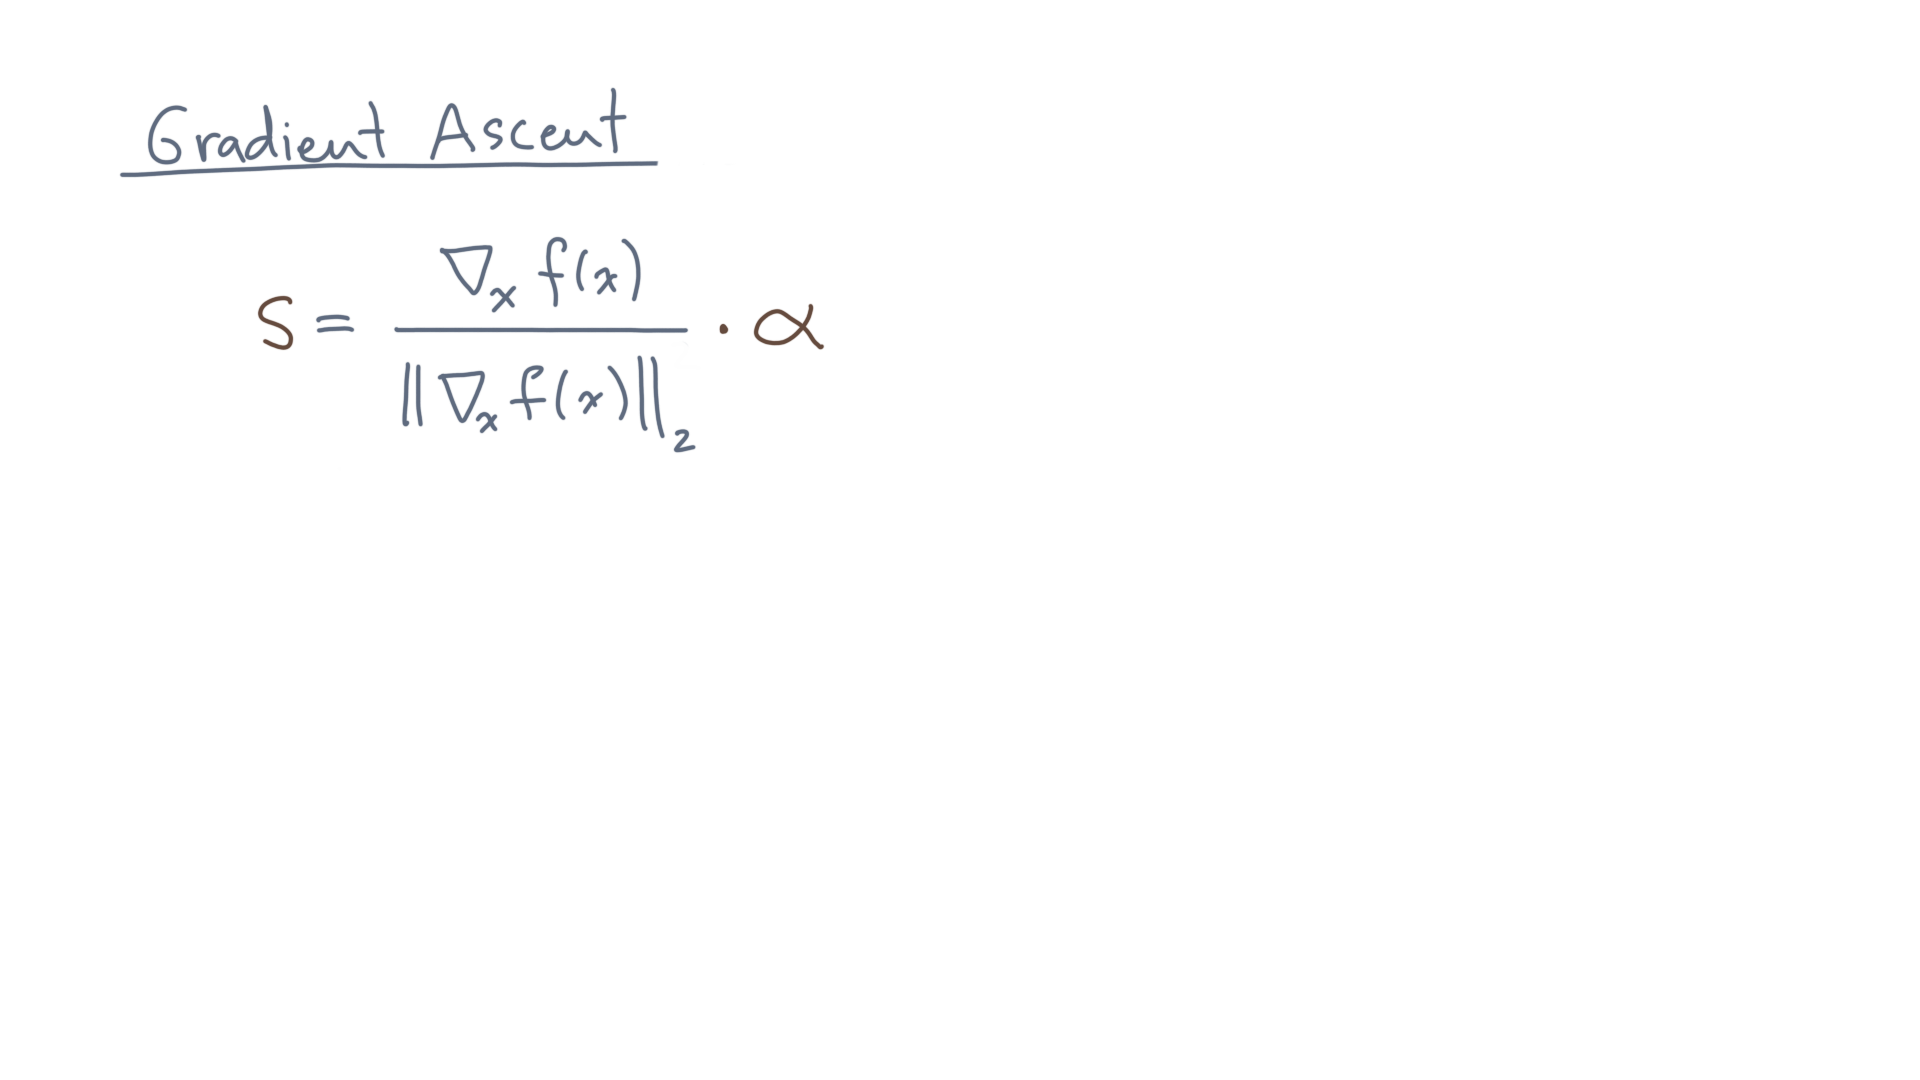 Gradient Ascent
S = ∇ₓ f(x) / ‖∇ₓ f(x)‖₂ · α